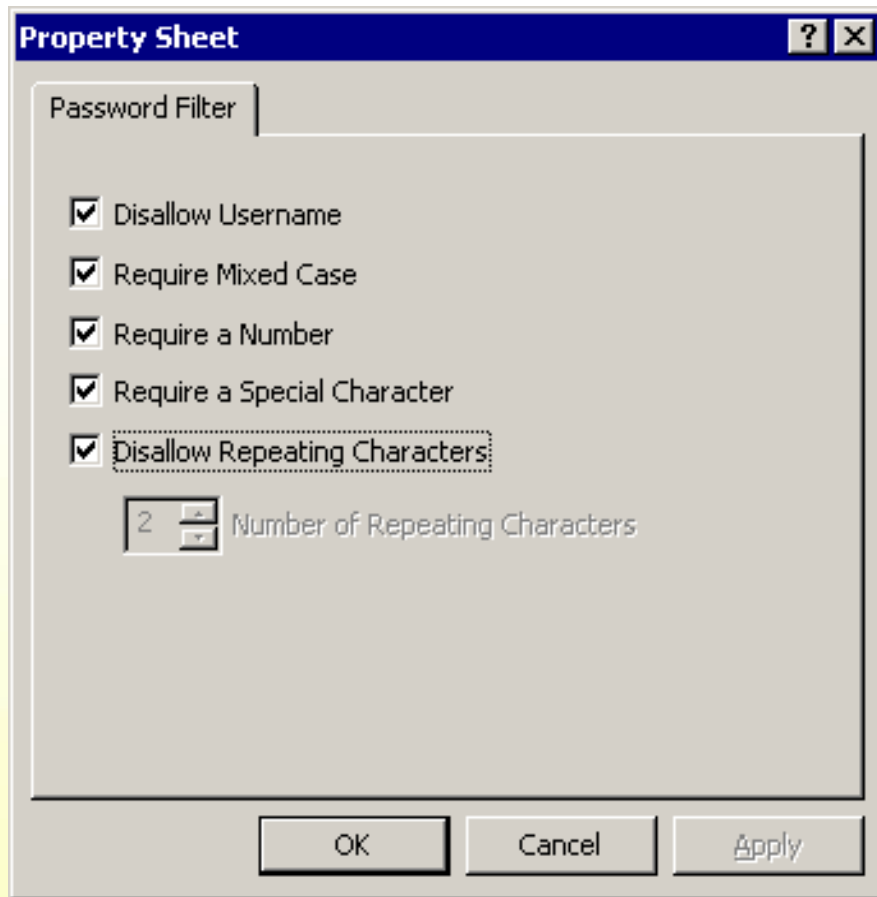 Property Sheet
Password Filter
Disallow Username
Require Mixed Case
Require a Number
Require a Special Character
Disallow Repeating Characters
2 Number of Repeating Characters
OK Cancel Apply